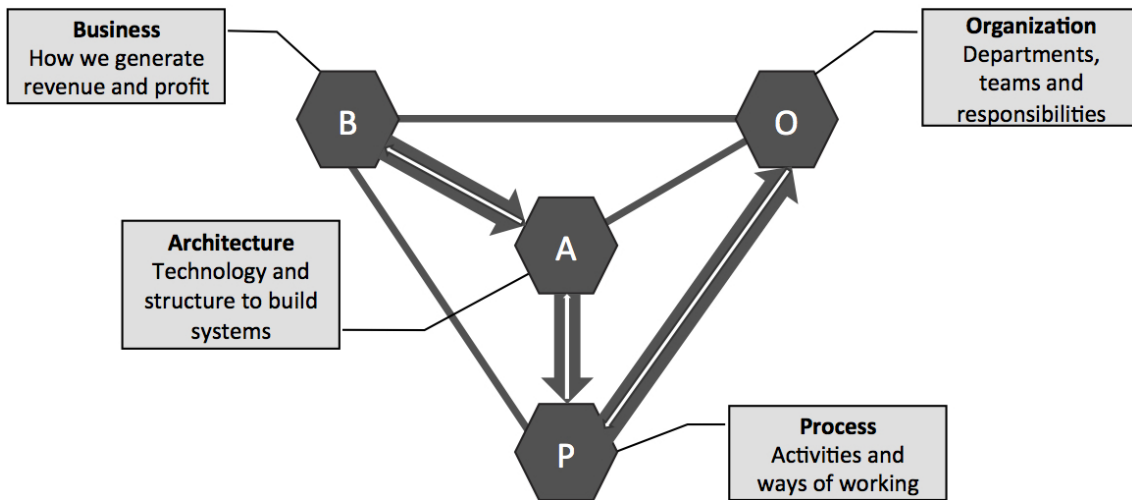 Business
How we generate
revenue and profit
Organization
Departments,
teams and
responsibilities
B
O
A
Architecture
Technology and
structure to build
systems
P
Process
Activities and
ways of working